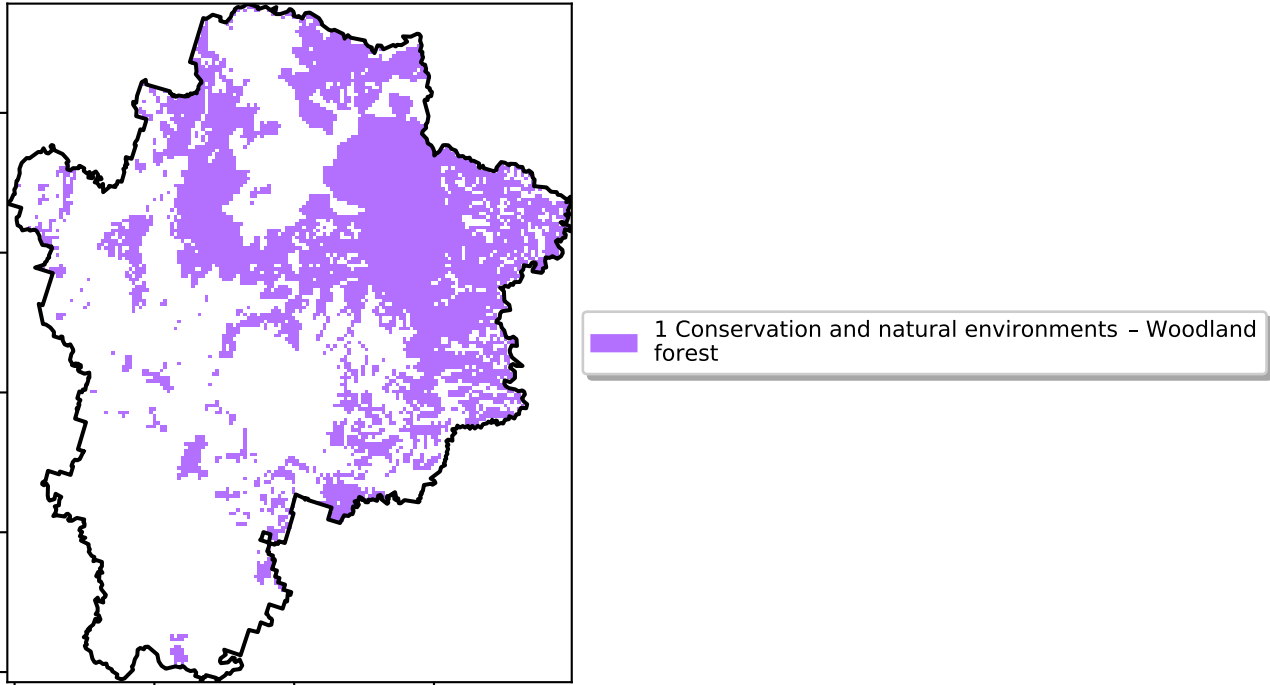 1 Conservation and natural environments – Woodland
forest